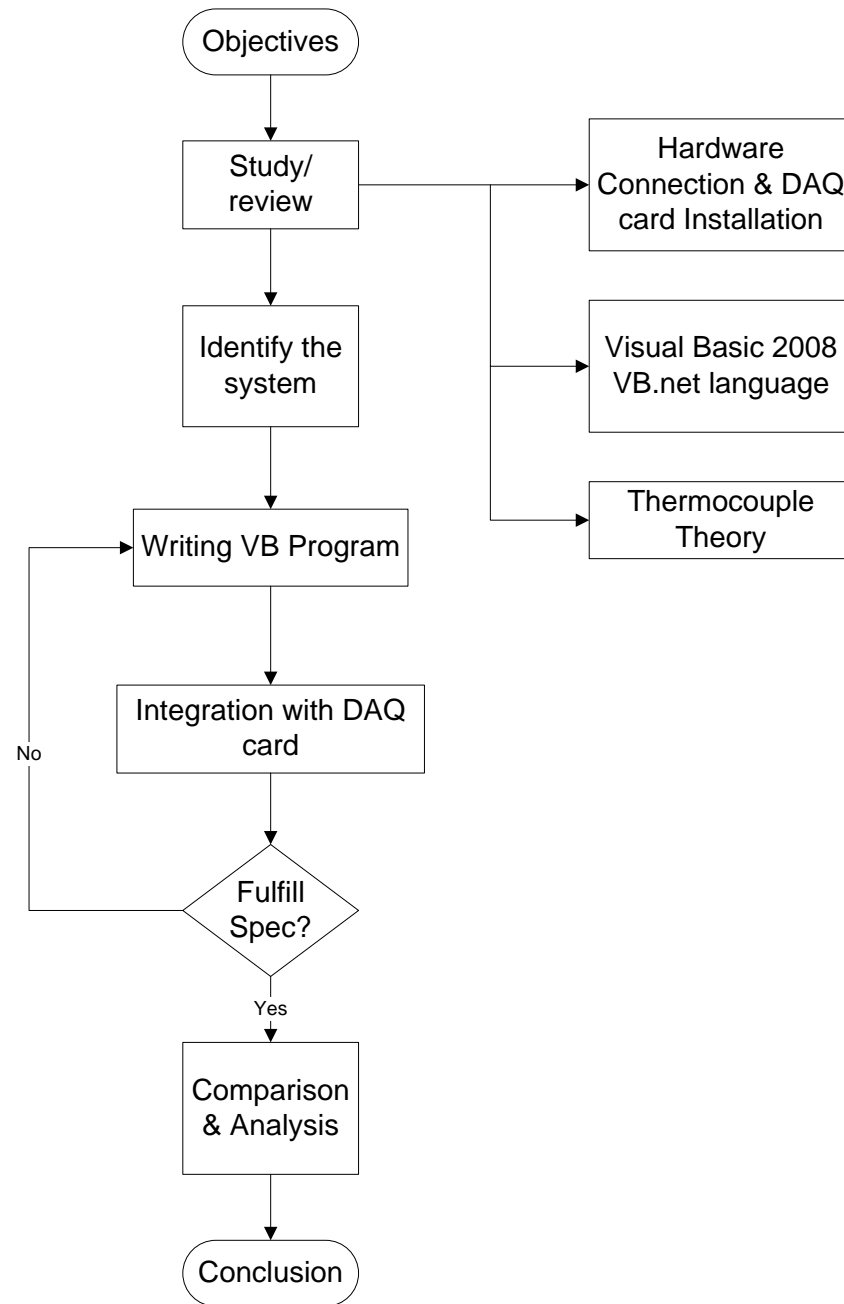 Objectives
Study/
review
Hardware
Connection & DAQ
card Installation
Identify the
system
Visual Basic 2008
VB.net language
Thermocouple
Theory
Writing VB Program
Integration with DAQ
card
No
Fulfill
Spec?
Yes
Comparison
& Analysis
Conclusion